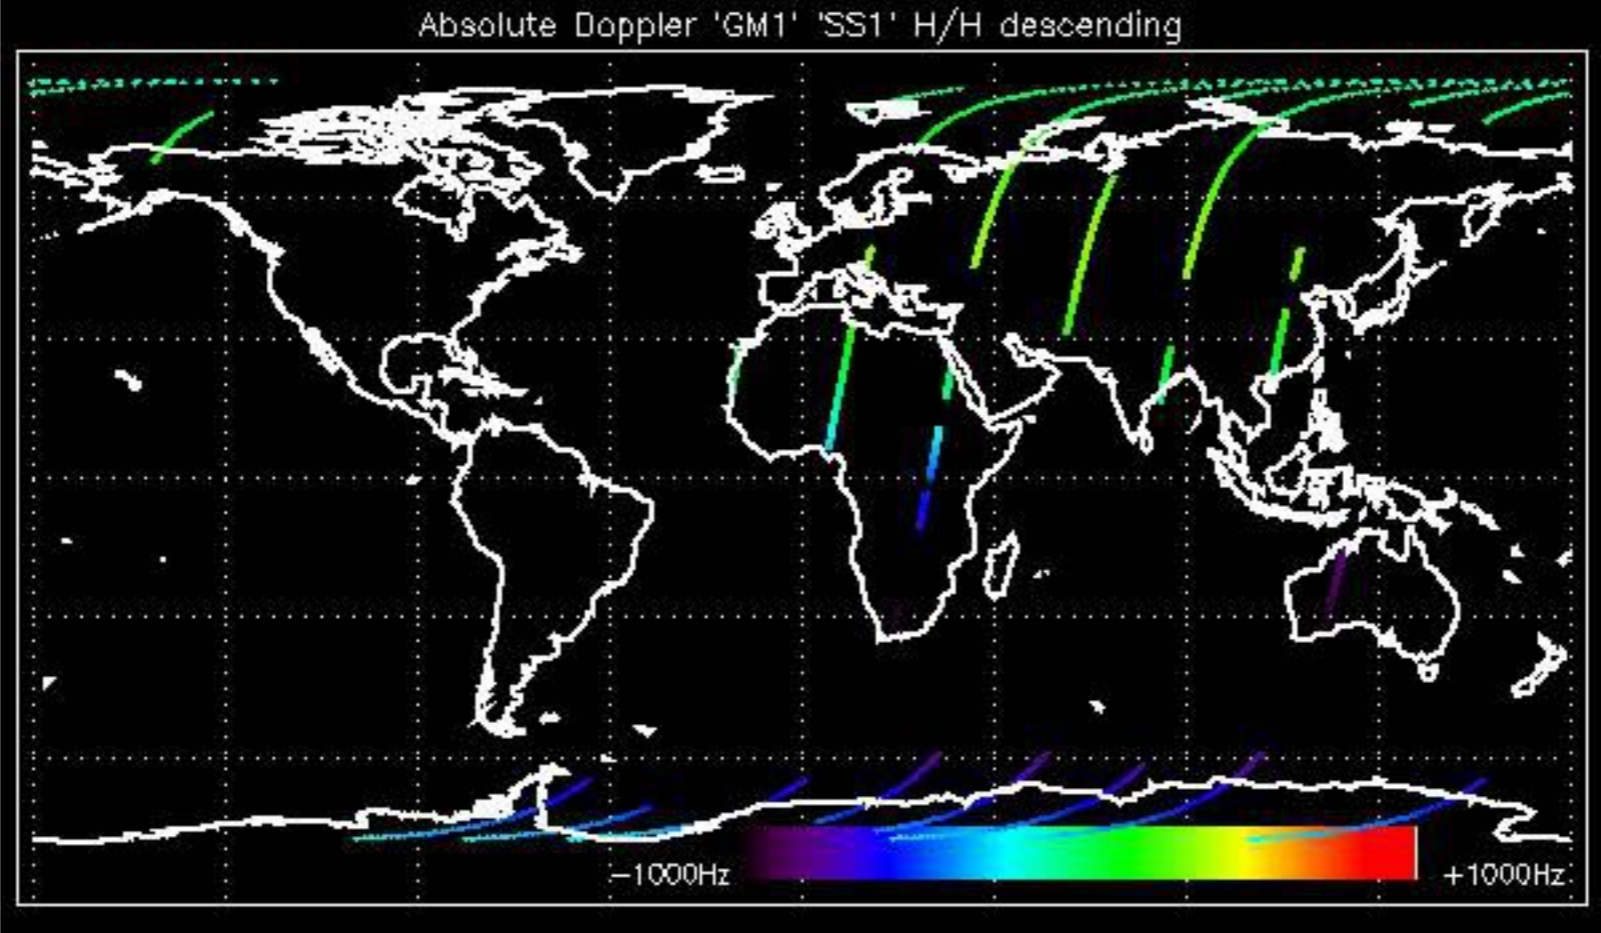 Absolute Doppler 'GM1' 'SS1' H/H descending
−1000Hz
+1000Hz